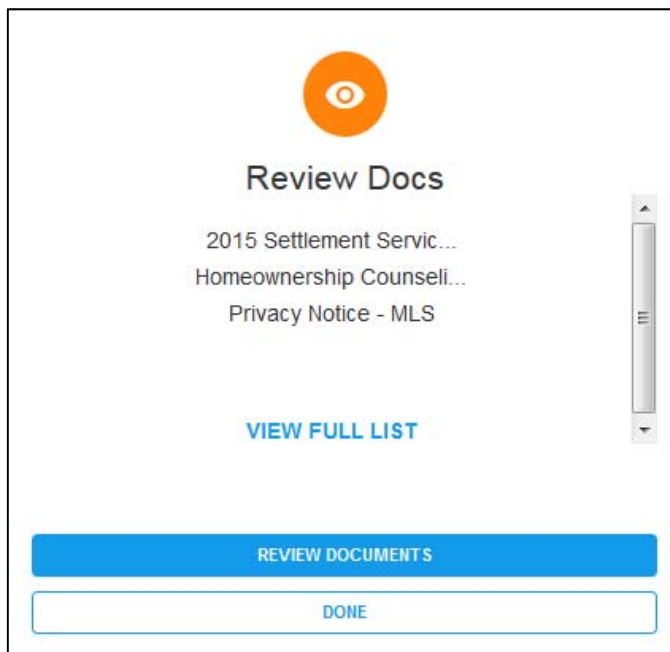 Review Docs
2015 Settlement Servic...
Homeownership Counseli...
Privacy Notice - MLS
VIEW FULL LIST
REVIEW DOCUMENTS
DONE